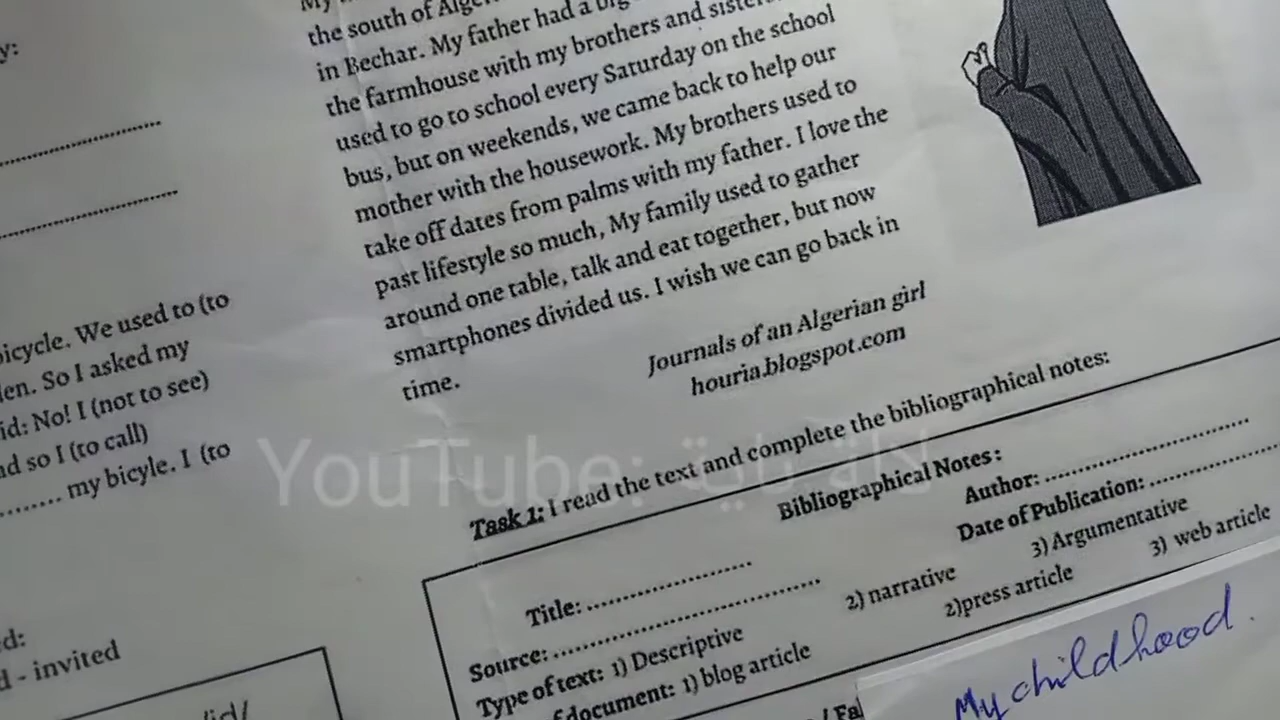 the south of
in Bechar. My father had a
the farmhouse with my brothers and
used to go to school every Saturday on the school
bus, but on weekends, we came back to help our
mother with the housework. My brothers used to
take off dates from palms with my father. I love the
past lifestyle so much, My family used to gather
around one table, talk and eat together, but now
smartphones divided us. I wish we can go back in
time.
Journals of an Algerian girl
houria.blogspot.com
bicycle. We used to (to
So I asked my
No! I (not to see)
so I (to call)
........ my bicyle. I (to
- invited
/id/
YouTube:
Task 1: I read the text and complete the bibliographical notes:
Bibliographical Notes:
Title: ........................
Author: ..............................
Source: .......................................
Date of Publication: ....................
Type of text: 1) Descriptive 2) narrative 3) Argumentative
document: 1) blog article 2)press article 3) web article
My childhood.